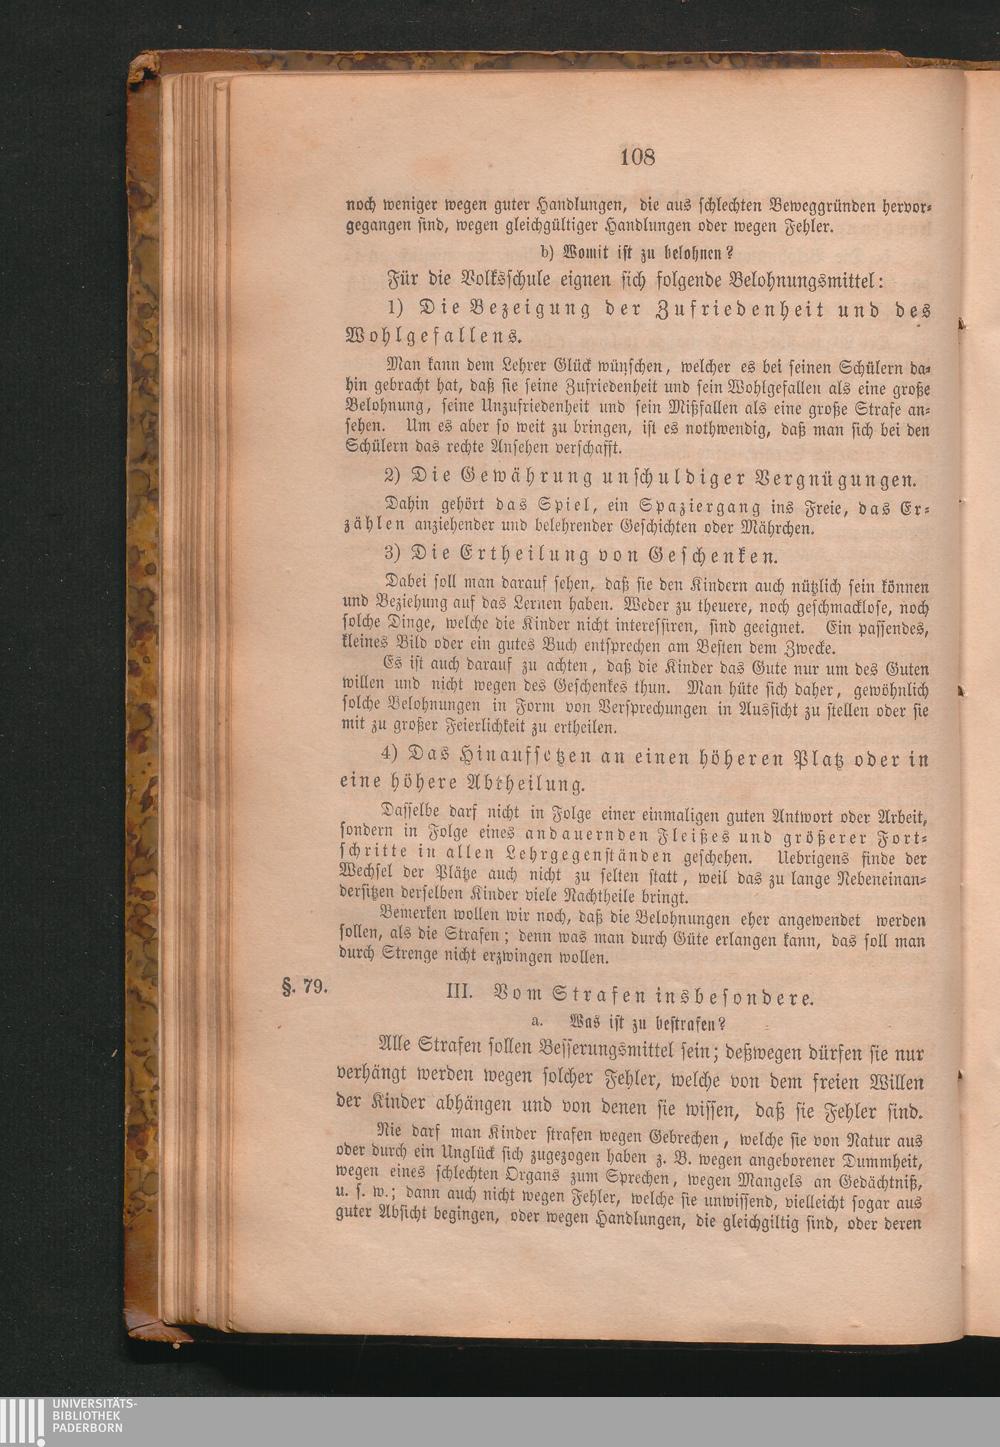 108
noch weniger wegen guter Handlungen, die aus schlechten Beweggründen hervor-
gegangen sind, wegen gleichgültiger Handlungen oder wegen Fehler.
b) Womit ist zu belohnen?
Für die Volksschule eignen sich folgende Belohnungsmittel:
1) Die Bezeigung der Zufriedenheit und des
Wohlgefallens.
Man kann dem Lehrer Glück wünschen, welcher es bei seinen Schülern da-
hin gebracht hat, daß sie seine Zufriedenheit und sein Wohlgefallen als eine große
Belohnung, seine Unzufriedenheit und sein Mißfallen als eine große Strafe an-
sehen. Um es aber so weit zu bringen, ist es nothwendig, daß man sich bei den
Schülern das rechte Ansehen verschafft.
2) Die Gewährung unschuldiger Vergnügungen.
Dahin gehört das Spiel, ein Spaziergang ins Freie, das Er-
zählen anziehender und belehrender Geschichten oder Mährchen.
3) Die Ertheilung von Geschenken.
Dabei soll man darauf sehen, daß sie den Kindern auch nützlich sein können
und Beziehung auf das Lernen haben. Weder zu theuere, noch geschmacklose, noch
solche Dinge, welche die Kinder nicht interessiren, sind geeignet. Ein passendes,
kleines Bild oder ein gutes Buch entsprechen am Besten dem Zwecke.
Es ist auch darauf zu achten, daß die Kinder das Gute nur um des Guten
willen und nicht wegen des Geschenkes thun. Man hüte sich daher, gewöhnlich
solche Belohnungen in Form von Versprechungen in Aussicht zu stellen oder sie
mit zu großer Feierlichkeit zu ertheilen.
4) Das Hinaufsetzen an einen höheren Platz oder in
eine höhere Abtheilung.
Dasselbe darf nicht in Folge einer einmaligen guten Antwort oder Arbeit,
sondern in Folge eines andauernden Fleißes und größerer Fort-
schritte in allen Lehrgegenständen geschehen. Uebrigens finde der
Wechsel der Plätze auch nicht zu selten statt, weil das zu lange Nebeneinan-
dersitzen derselben Kinder viele Nachtheile bringt.
Bemerken wollen wir noch, daß die Belohnungen eher angewendet werden
sollen, als die Strafen; denn was man durch Güte erlangen kann, das soll man
durch Strenge nicht erzwingen wollen.
§. 79. III. Vom Strafen insbesondere.
a. Was ist zu bestrafen?
Alle Strafen sollen Besserungsmittel sein; deßwegen dürfen sie nur
verhängt werden wegen solcher Fehler, welche von dem freien Willen
der Kinder abhängen und von denen sie wissen, daß sie Fehler sind.
Nie darf man Kinder strafen wegen Gebrechen, welche sie von Natur aus
oder durch ein Unglück sich zugezogen haben z. B. wegen angeborener Dummheit,
wegen eines schlechten Organs zum Sprechen, wegen Mangels an Gedächtniß,
u. s. w.; dann auch nicht wegen Fehler, welche sie unwissend, vielleicht sogar aus
guter Absicht begingen, oder wegen Handlungen, die gleichgiltig sind, oder deren
UNIVERSITÄTS-
BIBLIOTHEK
PADERBORN